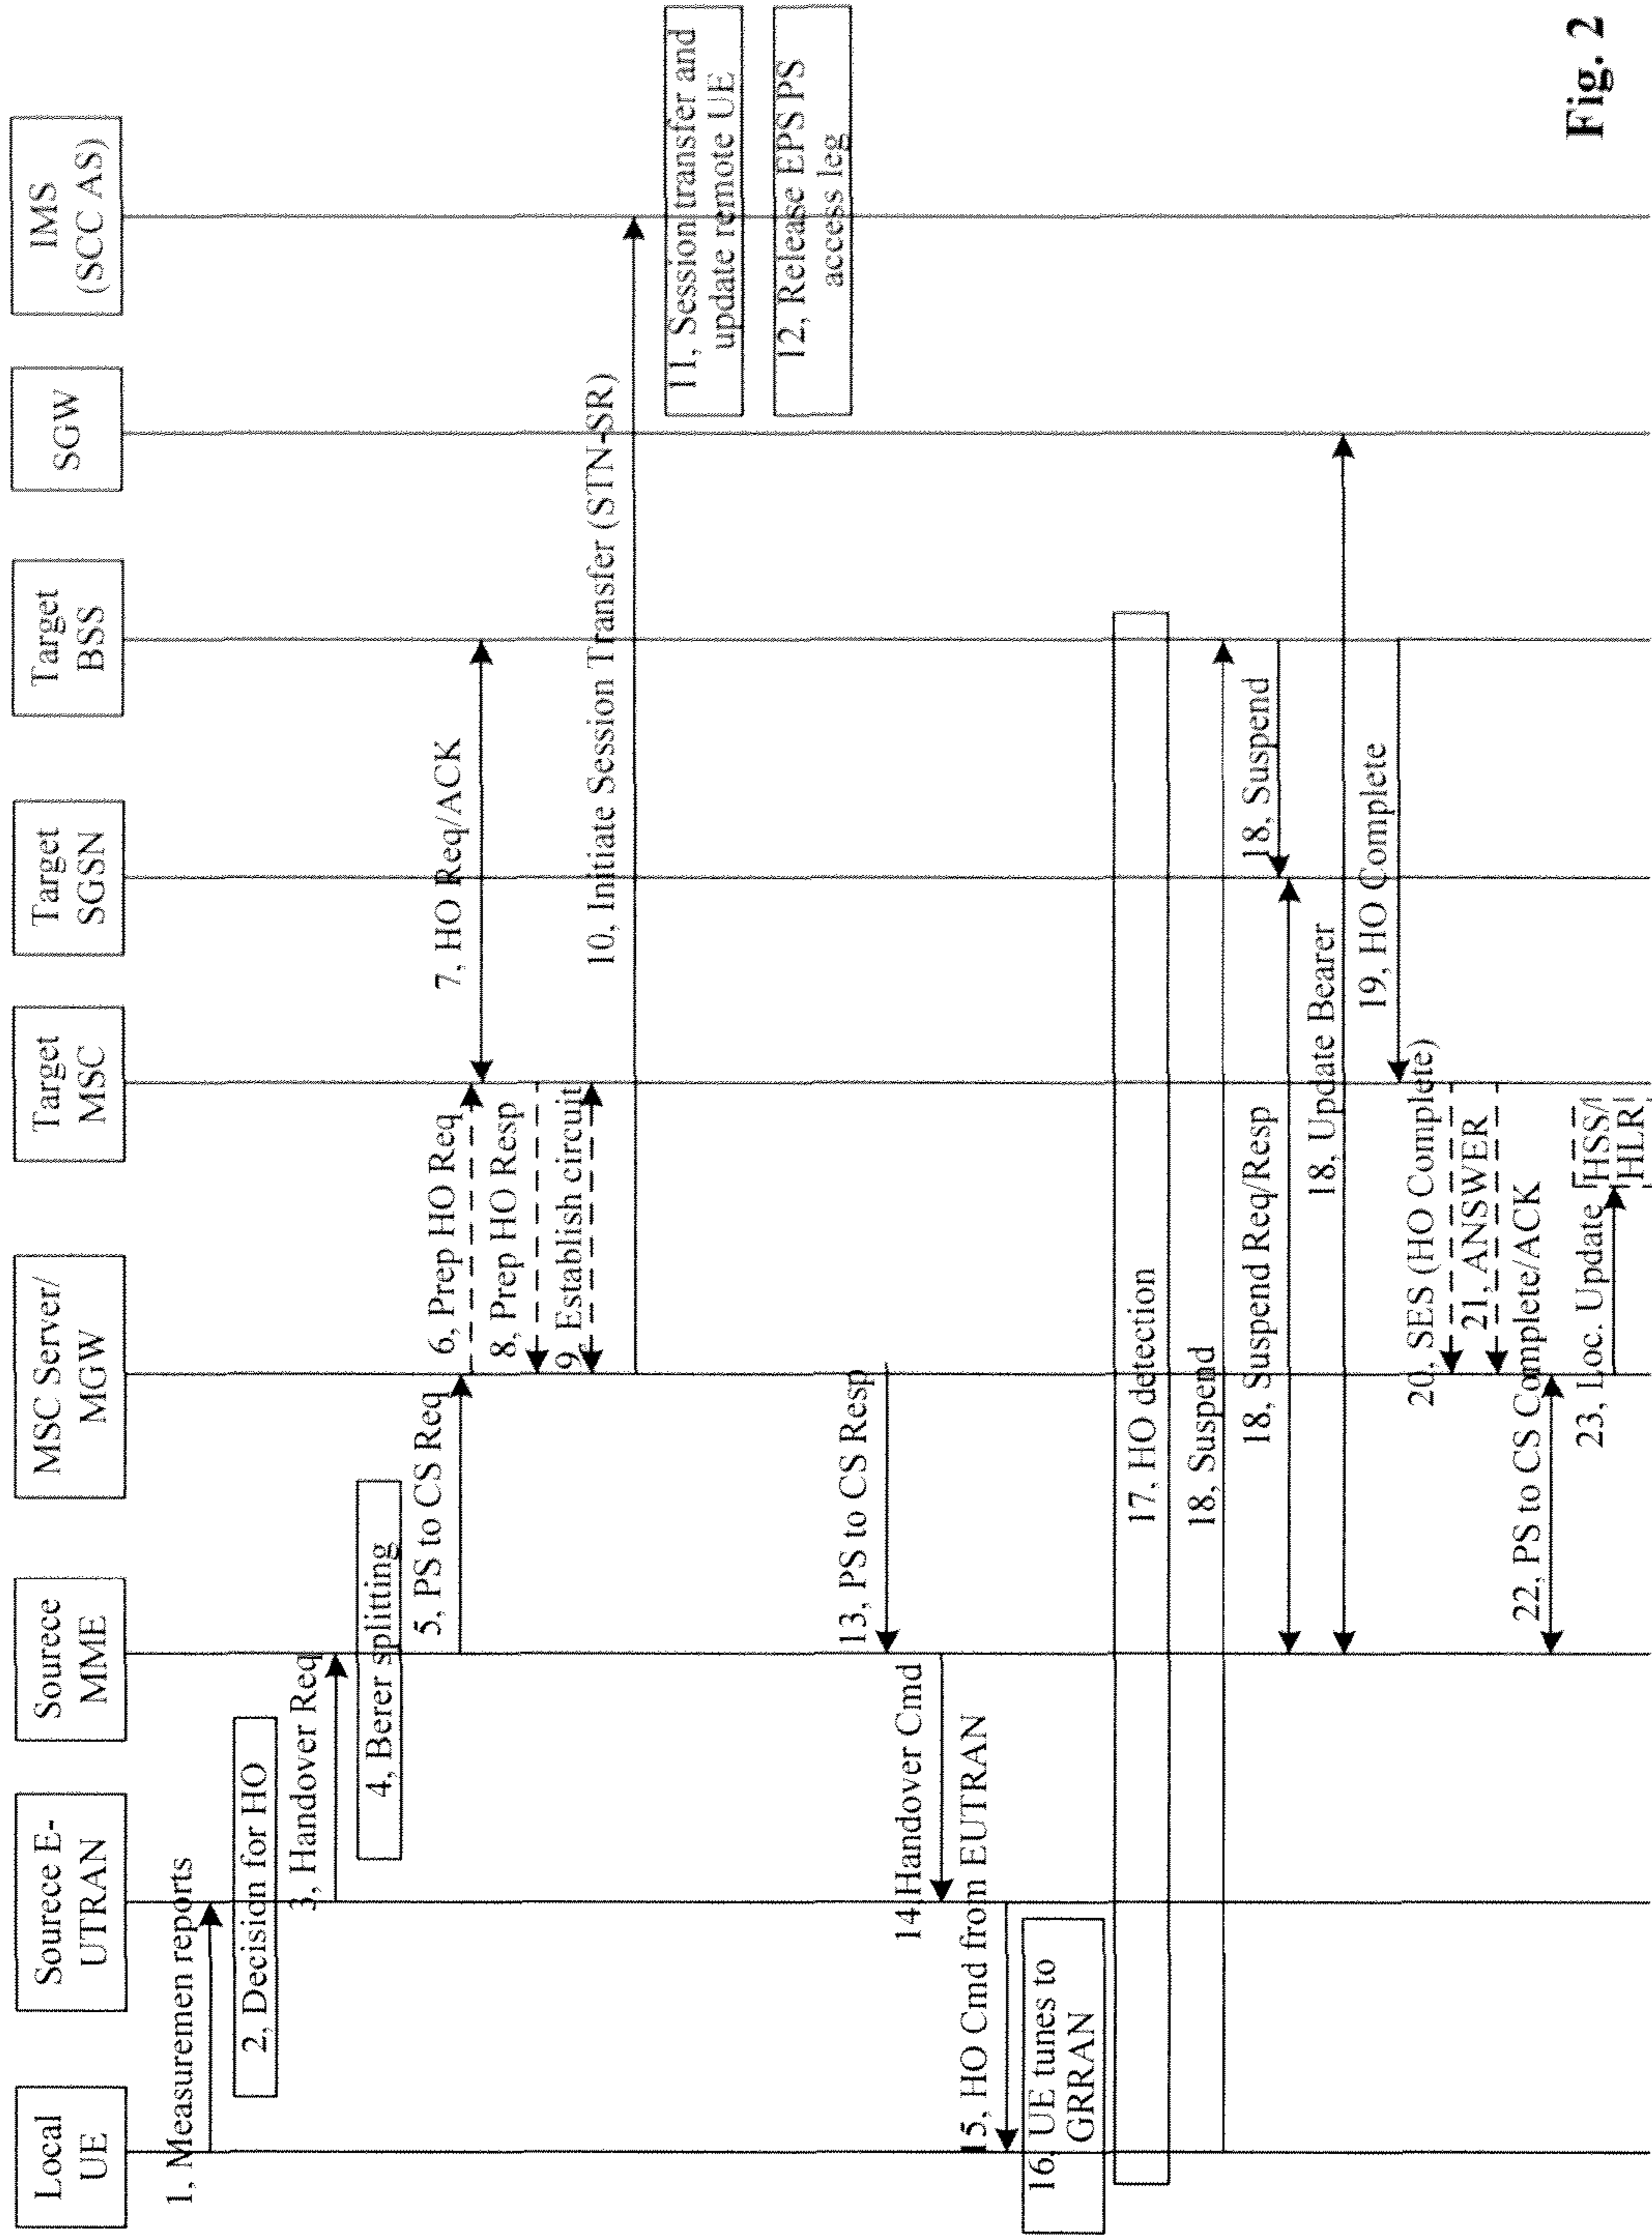 Local
UE
Sourece E-
UTRAN
Sourece
MME
MSC Server/
MGW
Target
MSC
Target
SGSN
Target
BSS
SGW
IMS
(SCC AS)
1, Measuremen reports
2, Decision for HO
3, Handover Req
4, Berer splitting
5, PS to CS Req
6, Prep HO Req
7, HO Req/ACK
8, Prep HO Resp
9, Establish circuit
10, Initiate Session Transfer (STN-SR)
11, Session transfer and
update remote UE
12, Release EPS PS
access leg
13, PS to CS Resp
14,Handover Cmd
15, HO Cmd from EUTRAN
16, UE tunes to
GRRAN
17, HO detection
18, Suspend
18, Suspend
18, Suspend Req/Resp
18, Update Bearer
19, HO Complete
20, SES (HO Complete)
21, ANSWER
22, PS to CS Complete/ACK
23, Loc. Update
HSS/
HLR
Fig. 2